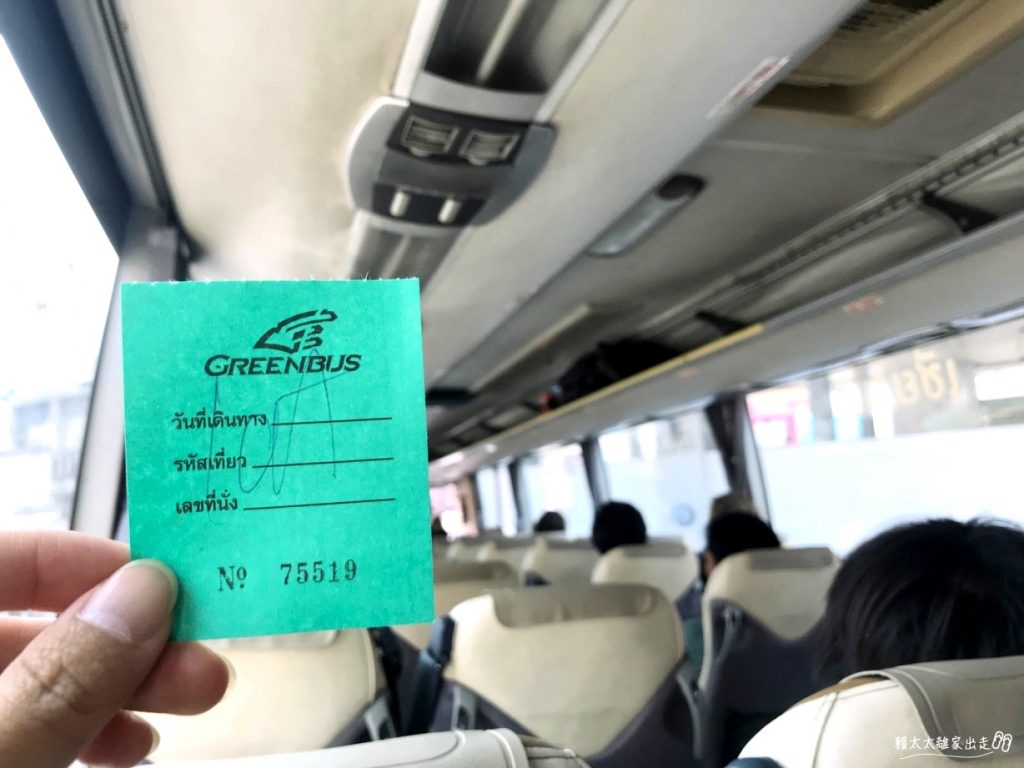 GREENBUS
วันที่เดินทาง
รหัสเที่ยว
เลขที่นั่ง
Nº 75519
賴太太離家出走